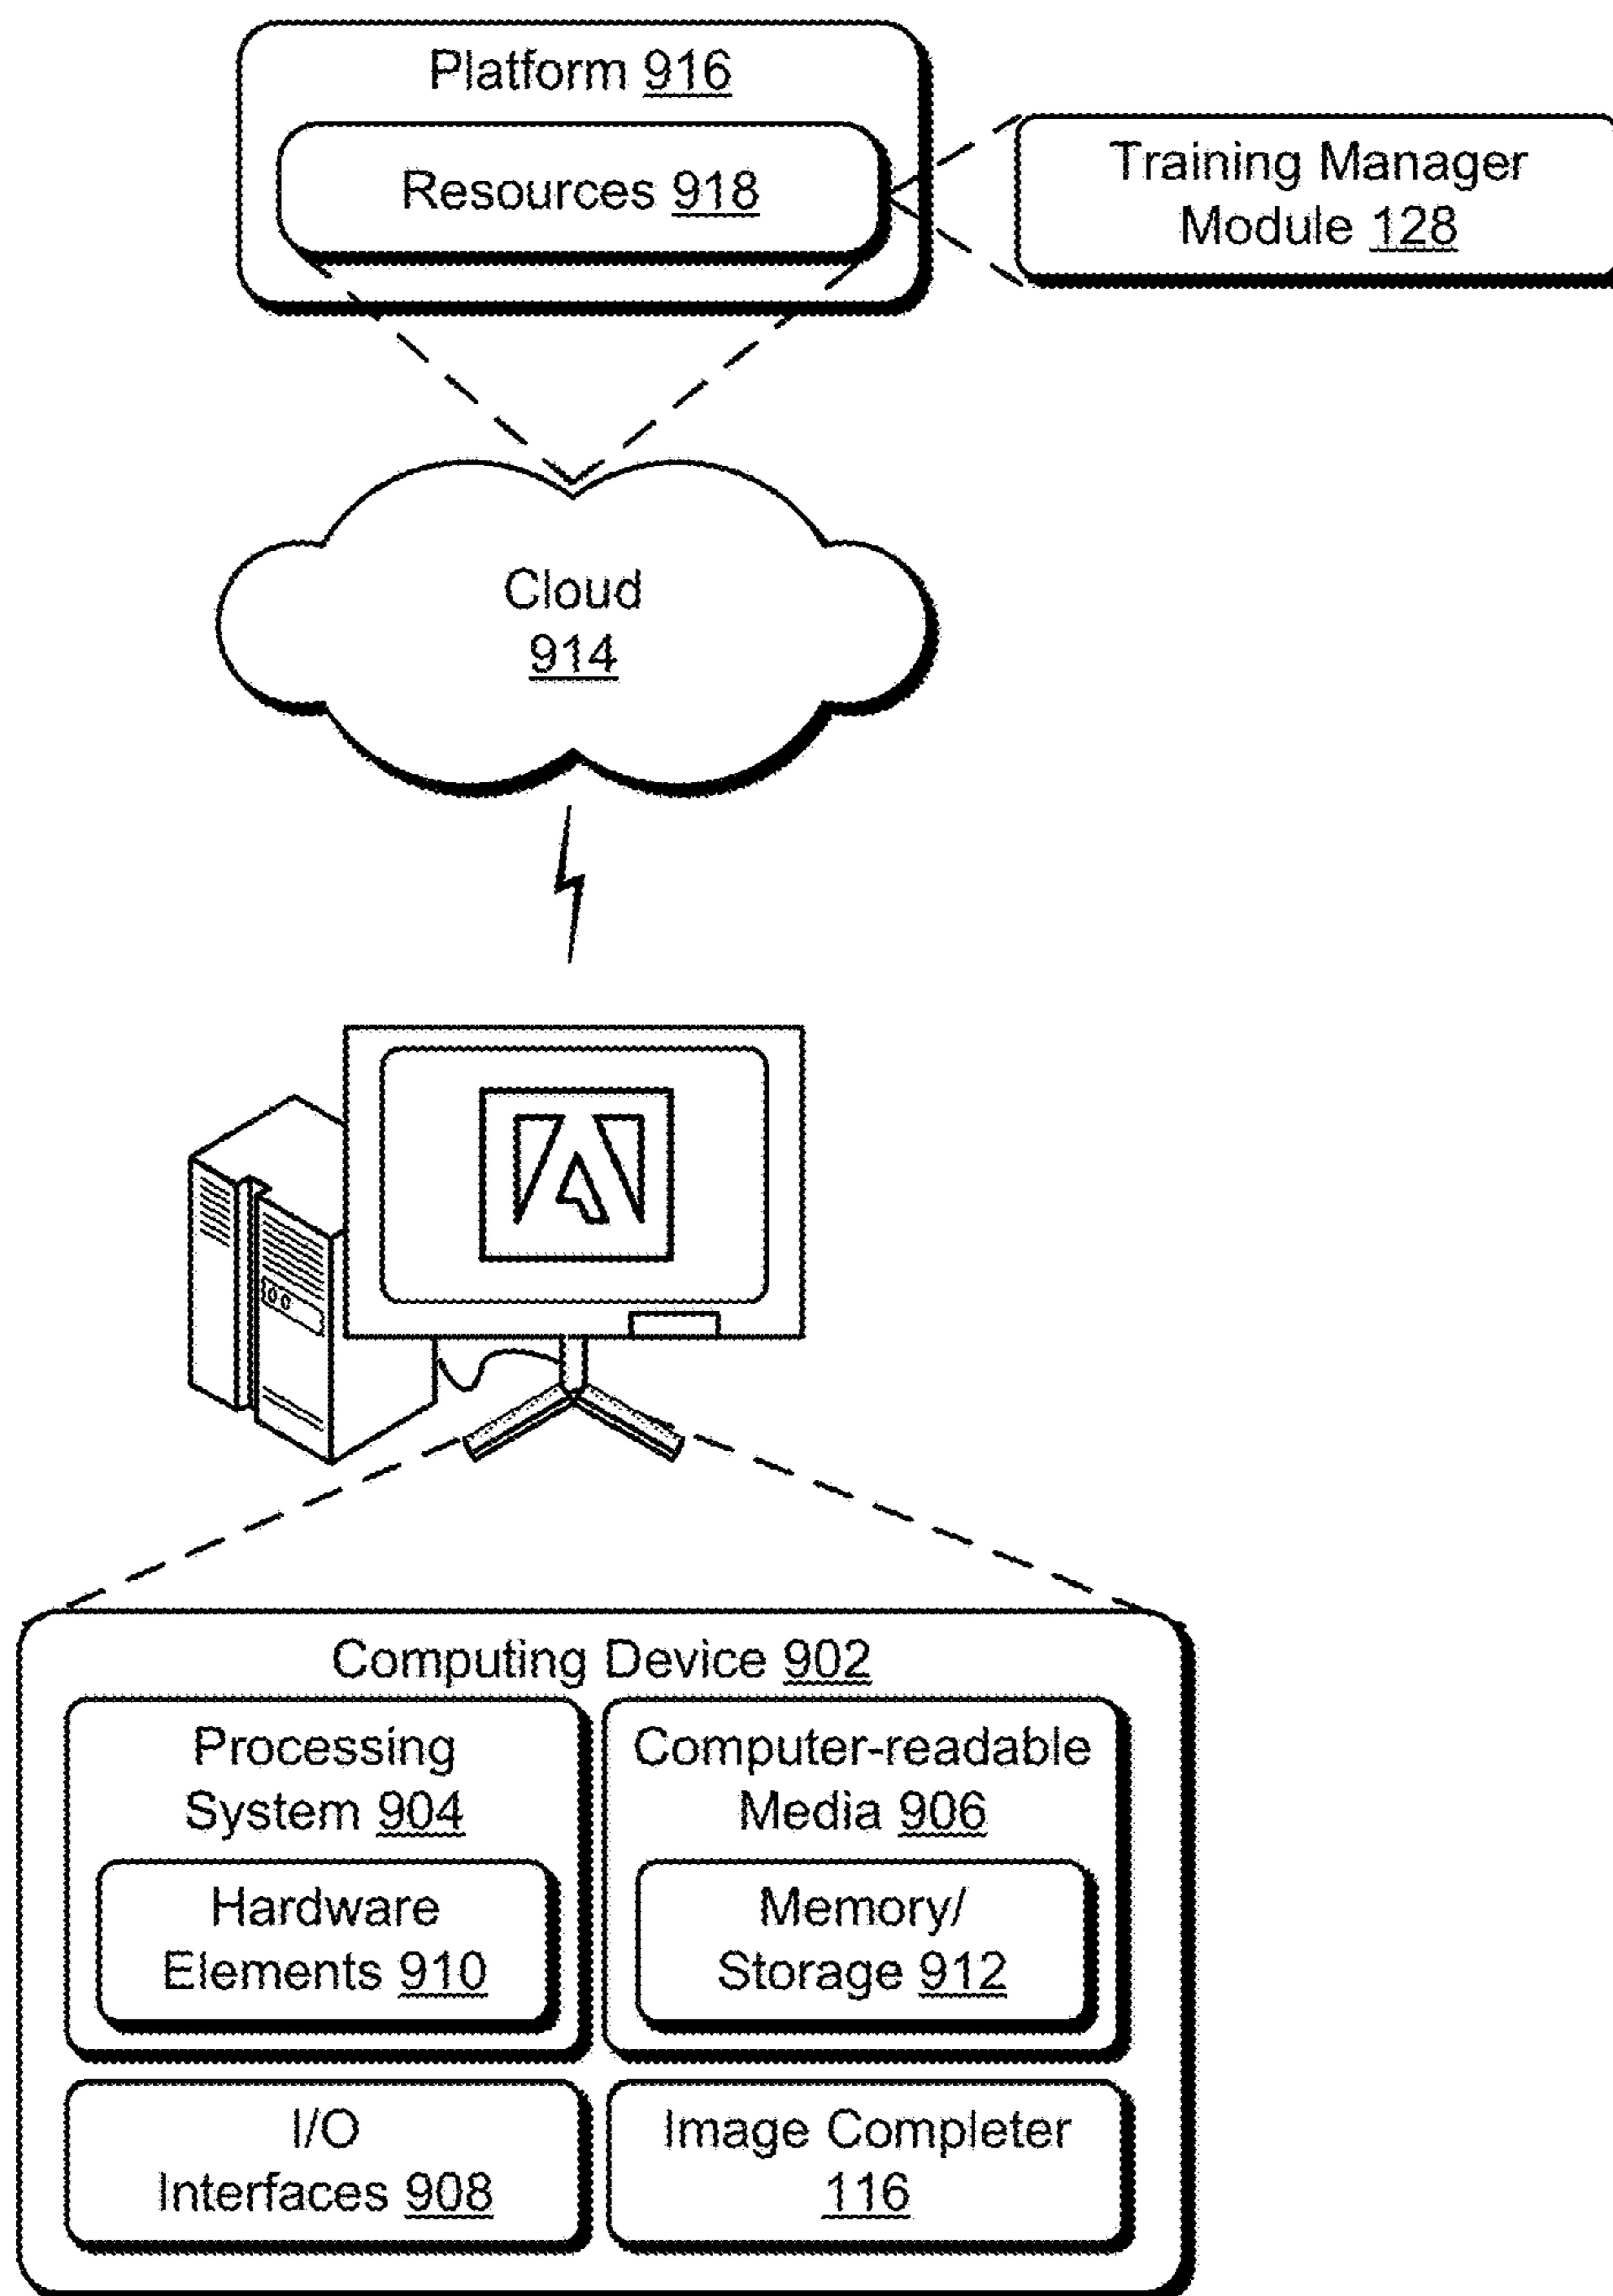 Platform 916
Resources 918
Training Manager
Module 128
Cloud
914
Computing Device 902
Processing
System 904
Hardware
Elements 910
Computer-readable
Media 906
Memory/
Storage 912
I/O
Interfaces 908
Image Completer
116